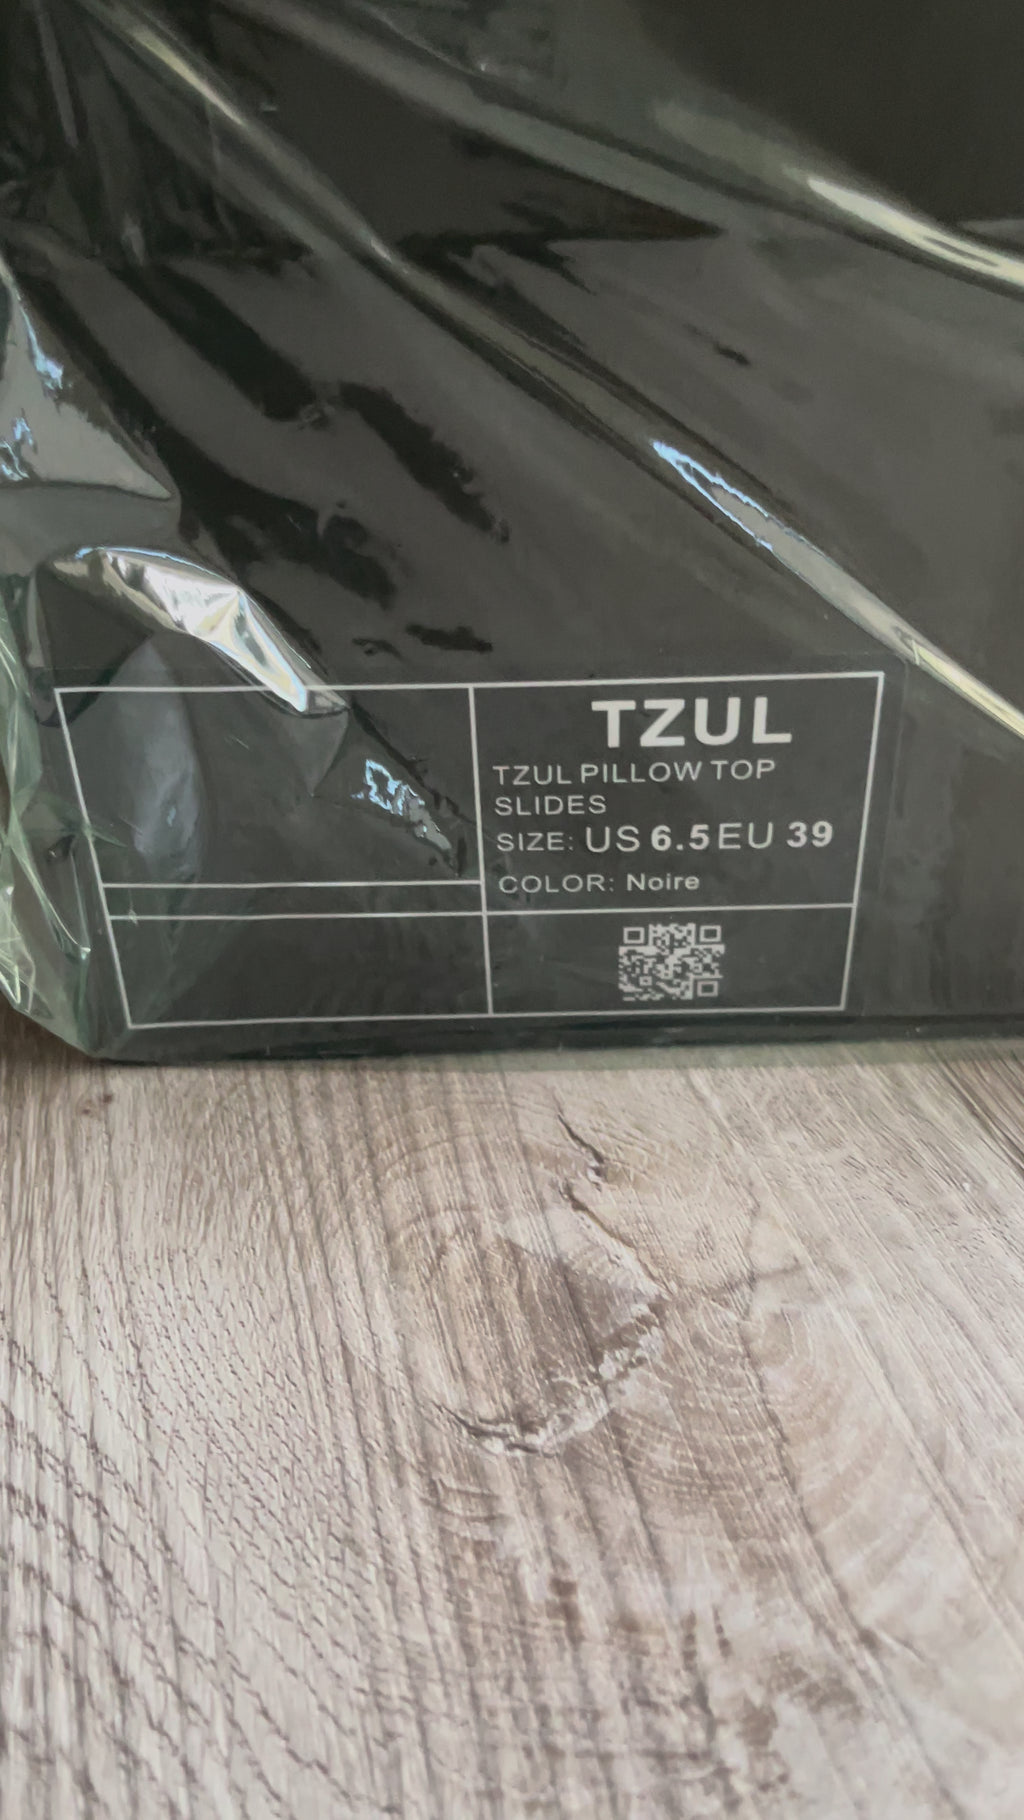 TZUL
TZUL PILLOW TOP
SLIDES
SIZE: US 6.5 EU 39
COLOR: Noire